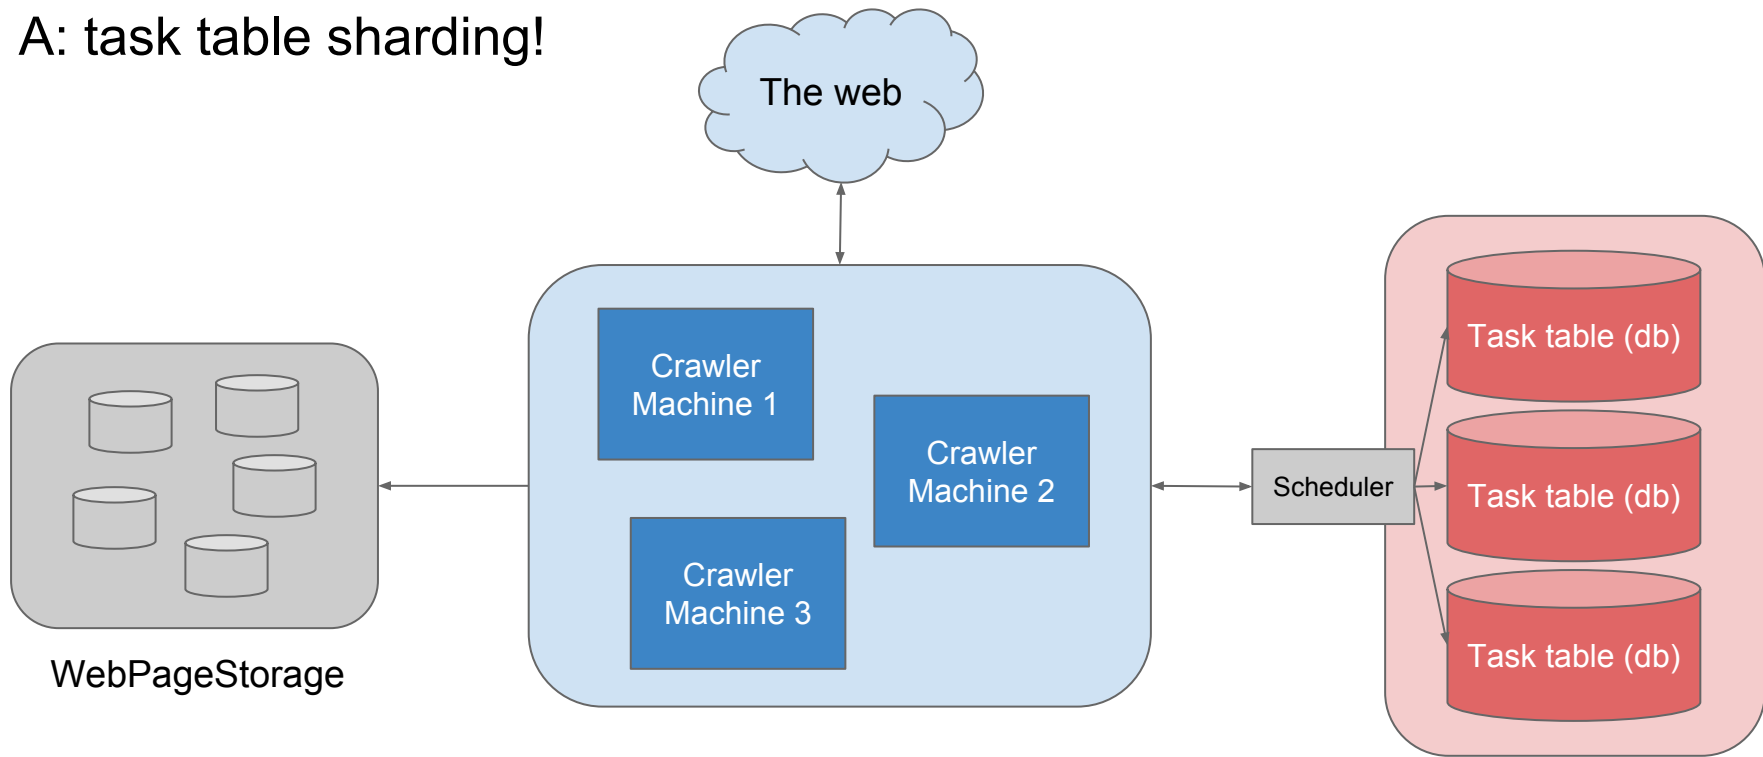 A: task table sharding!
The web
Crawler
Machine 1
Crawler
Machine 2
Crawler
Machine 3
WebPageStorage
Scheduler
Task table (db)
Task table (db)
Task table (db)